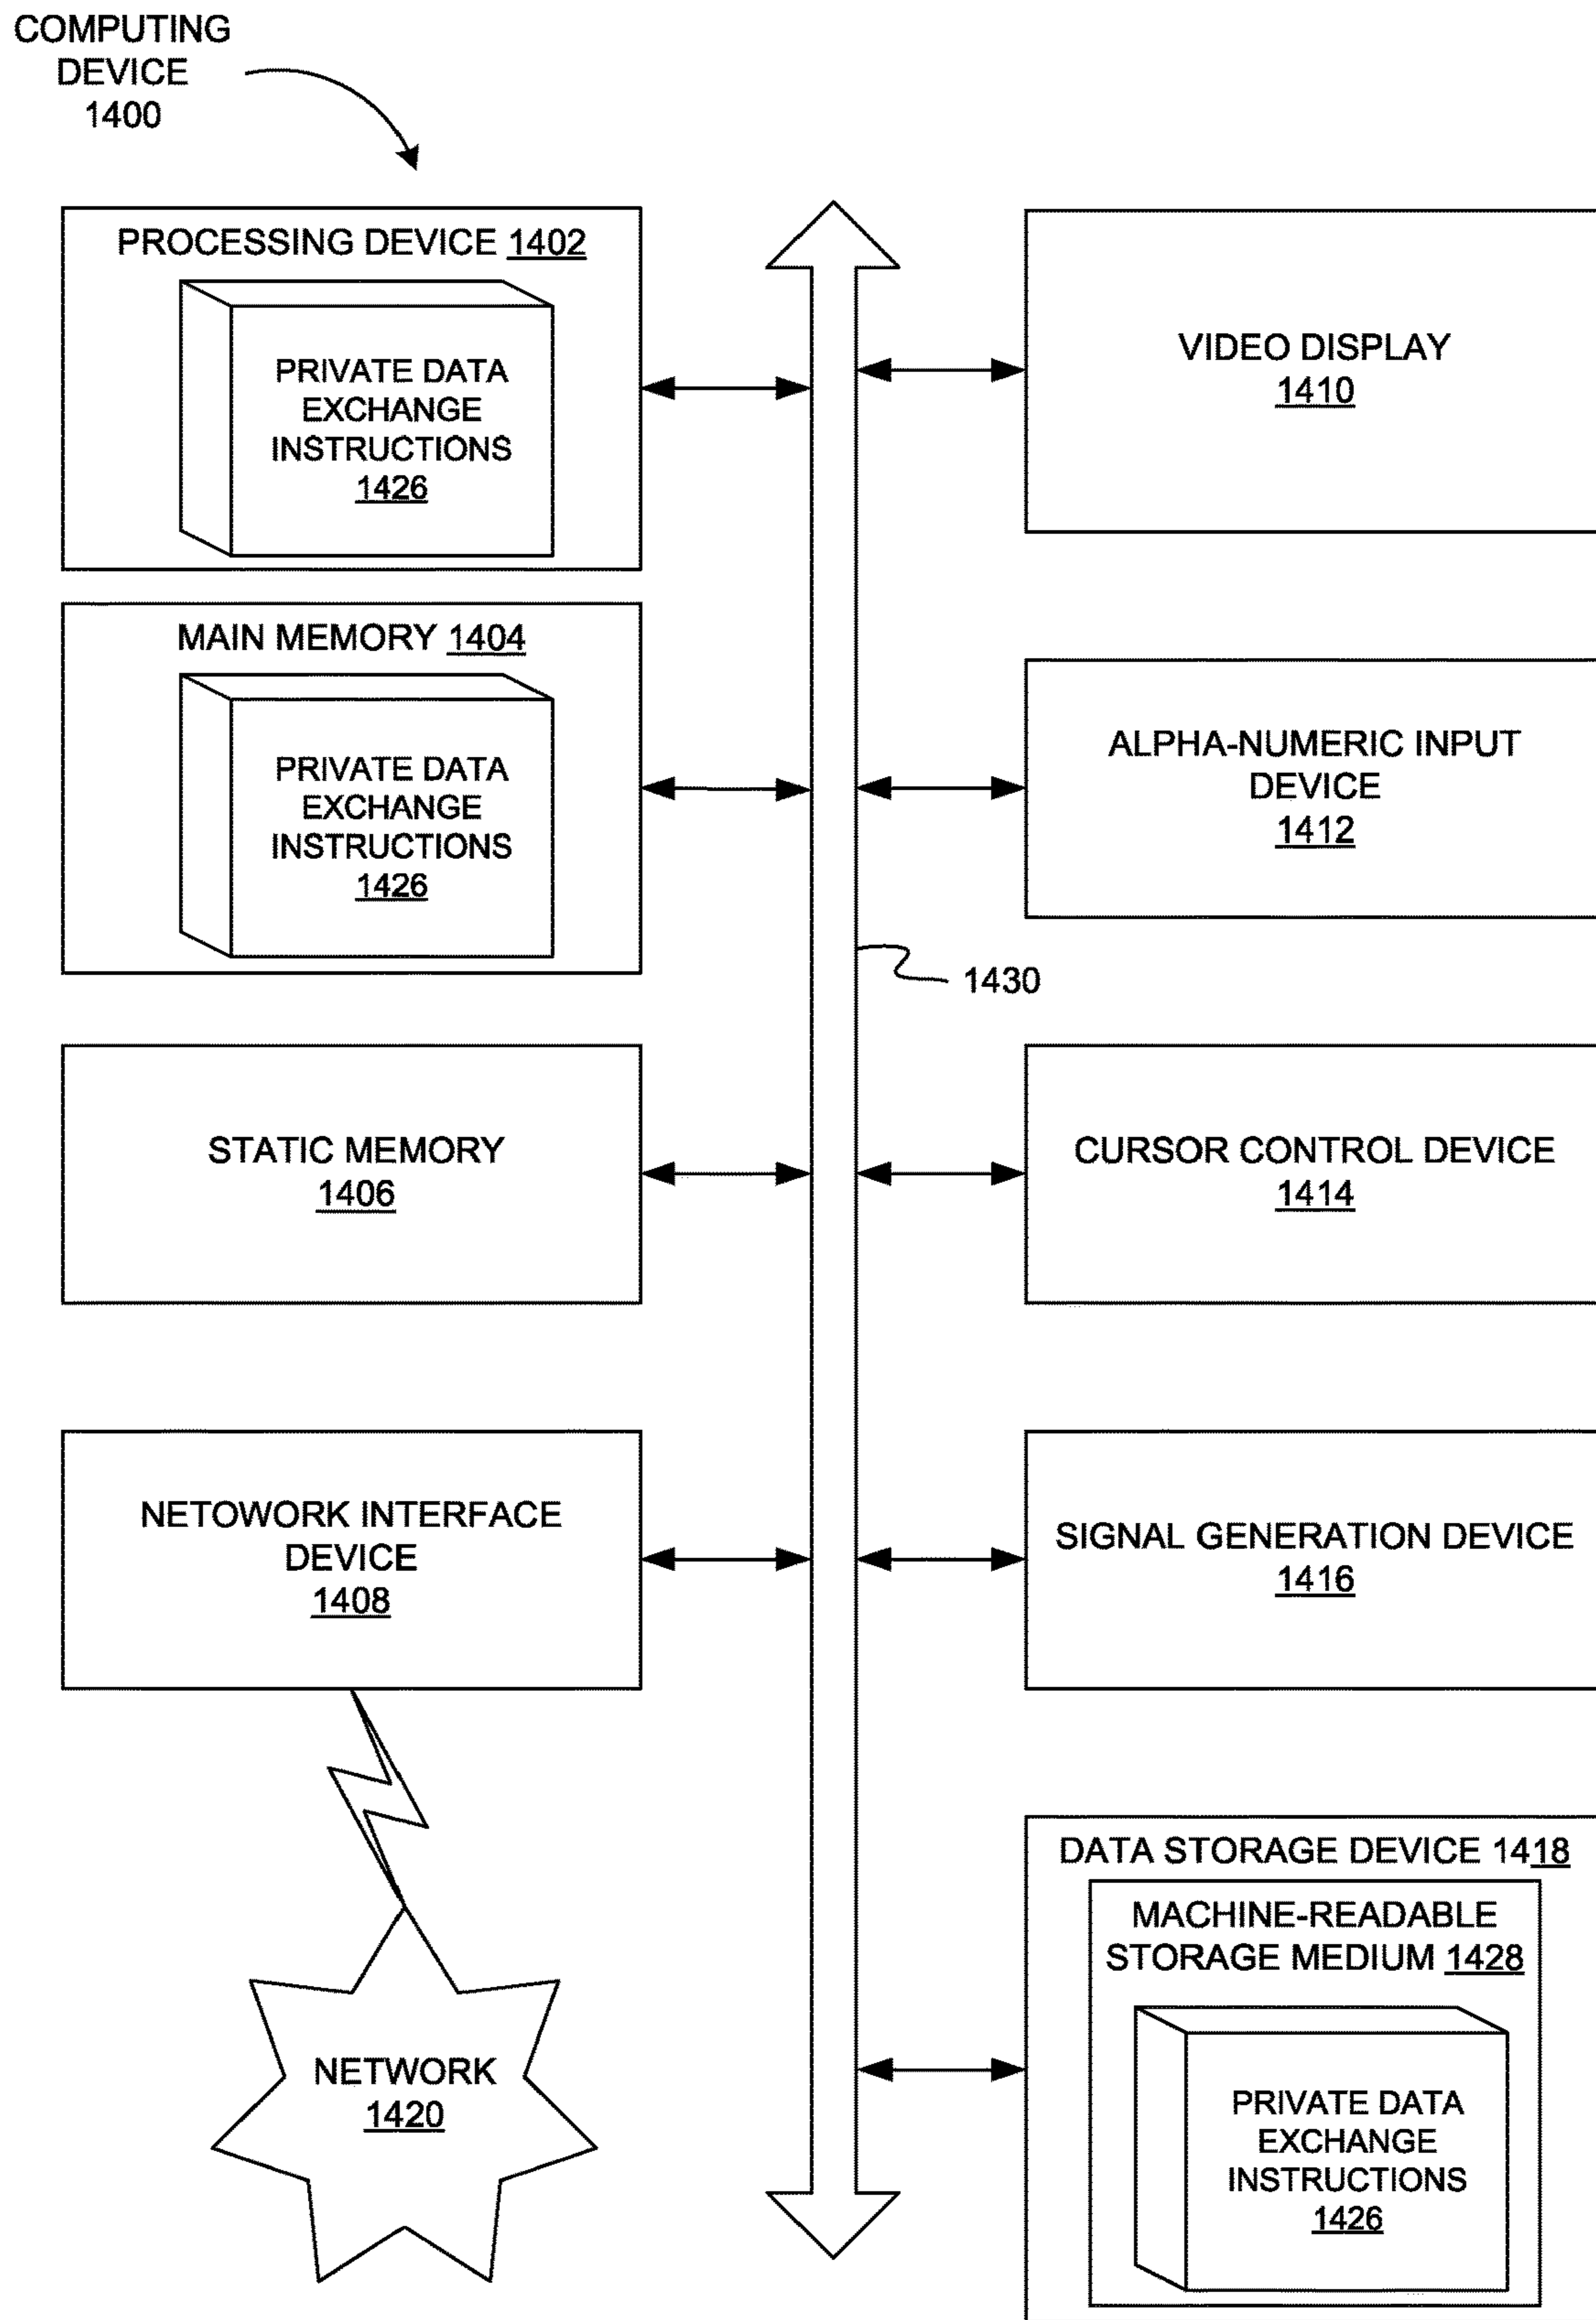 COMPUTING
DEVICE
1400
PROCESSING DEVICE 1402
PRIVATE DATA
EXCHANGE
INSTRUCTIONS
1426
MAIN MEMORY 1404
PRIVATE DATA
EXCHANGE
INSTRUCTIONS
1426
STATIC MEMORY
1406
NETOWORK INTERFACE
DEVICE
1408
NETWORK
1420
1430
VIDEO DISPLAY
1410
ALPHA-NUMERIC INPUT
DEVICE
1412
CURSOR CONTROL DEVICE
1414
SIGNAL GENERATION DEVICE
1416
DATA STORAGE DEVICE 1418
MACHINE-READABLE
STORAGE MEDIUM 1428
PRIVATE DATA
EXCHANGE
INSTRUCTIONS
1426